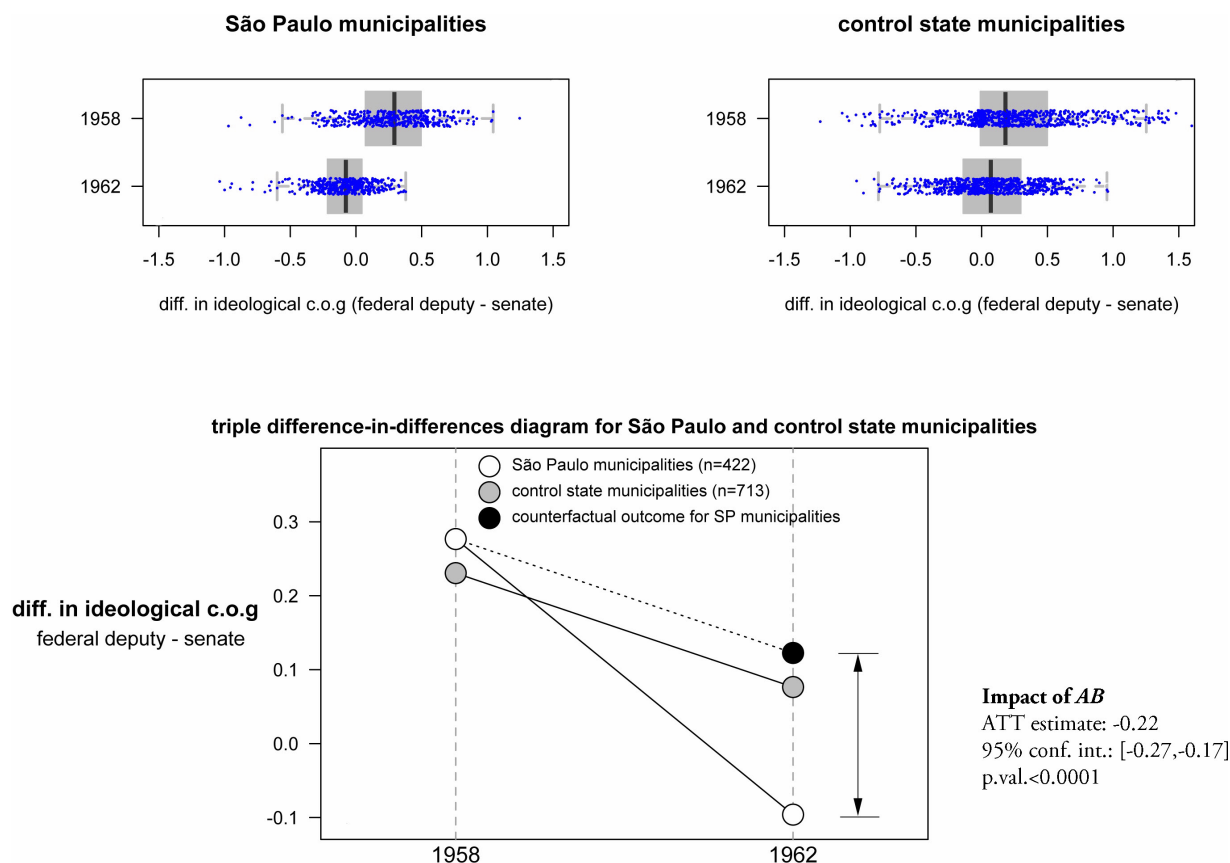 São Paulo municipalities
1958
1962
-1.5 -1.0 -0.5 0.0 0.5 1.0 1.5
diff. in ideological c.o.g (federal deputy - senate)
control state municipalities
1958
1962
-1.5 -1.0 -0.5 0.0 0.5 1.0 1.5
diff. in ideological c.o.g (federal deputy - senate)
triple difference-in-differences diagram for São Paulo and control state municipalities
São Paulo municipalities (n=422)
control state municipalities (n=713)
counterfactual outcome for SP municipalities
diff. in ideological c.o.g
federal deputy - senate
0.3
0.2
0.1
0.0
-0.1
1958 1962
Impact of AB
ATT estimate: -0.22
95% conf. int.: [-0.27,-0.17]
p.val.<0.0001